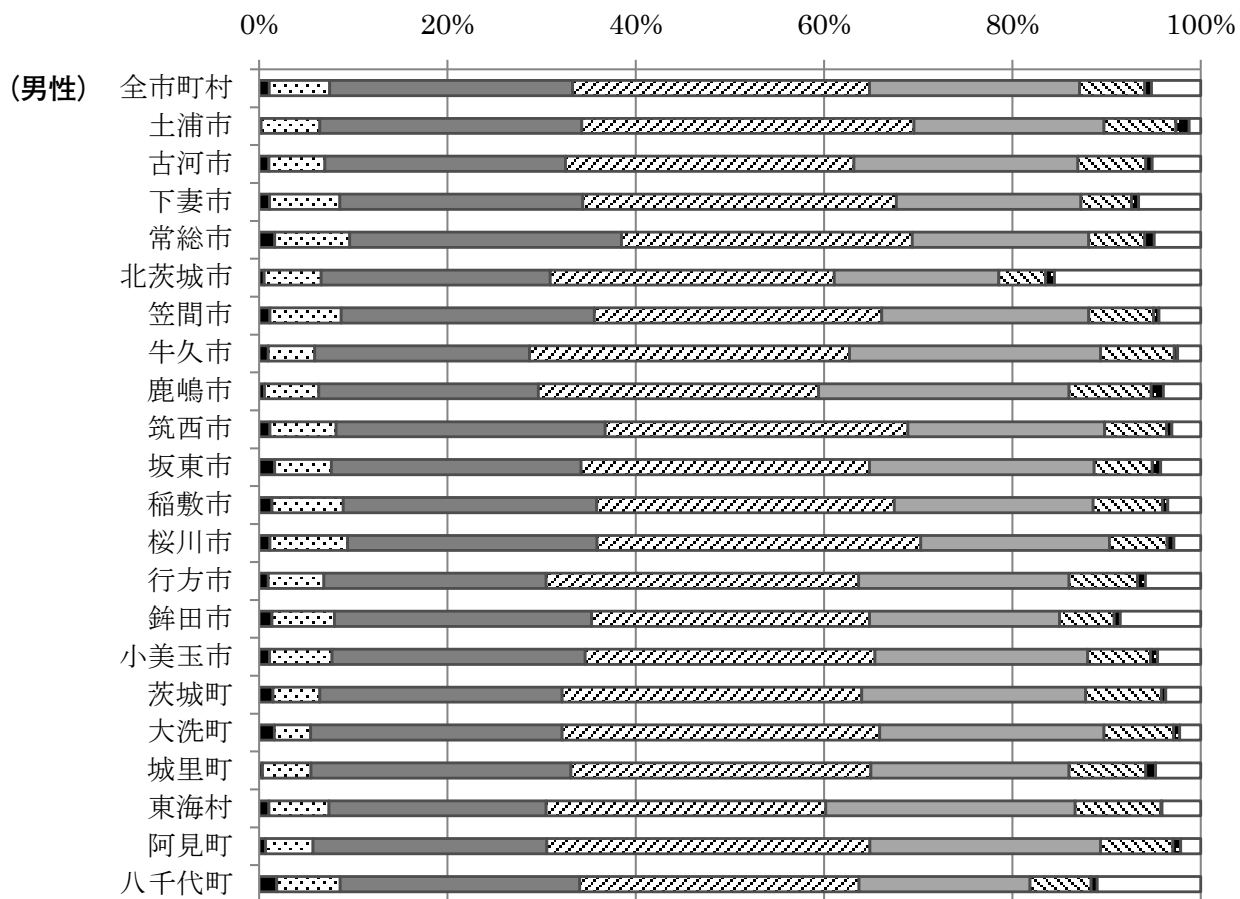 0% 20% 40% 60% 80% 100%
(男性) 全市町村
土浦市
古河市
下妻市
常総市
北茨城市
笠間市
牛久市
鹿嶋市
筑西市
坂東市
稲敷市
桜川市
行方市
鉾田市
小美玉市
茨城町
大洗町
城里町
東海村
阿見町
八千代町